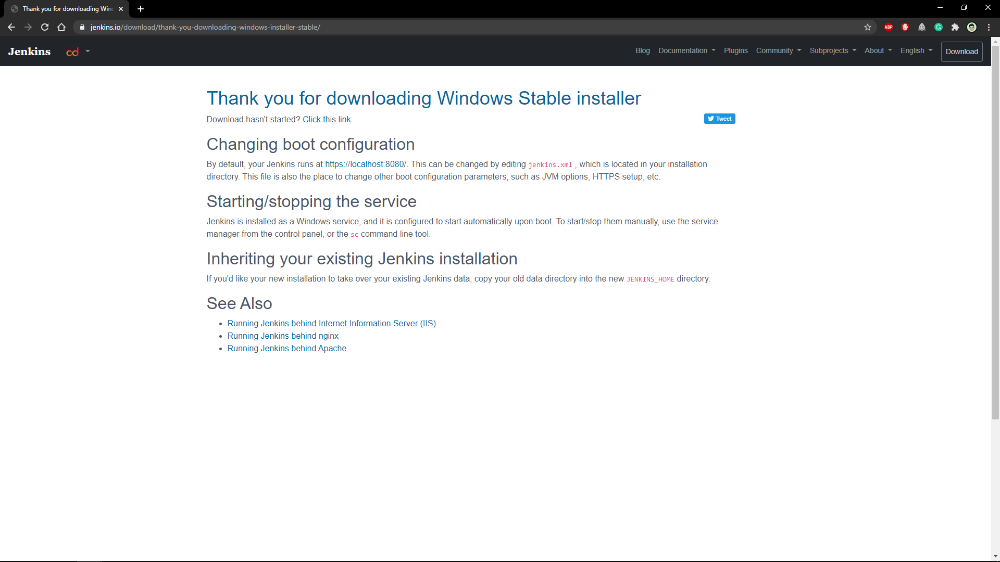 Thank you for downloading Win
jenkins.io/download/thank-you-downloading-windows-installer-stable/
ABP
Jenkins cd Blog Documentation Plugins Community Subprojects About English Download
Thank you for downloading Windows Stable installer
Download hasn't started? Click this link
Tweet
Changing boot configuration
By default, your Jenkins runs at https://localhost:8080/. This can be changed by editing jenkins.xml , which is located in your installation
directory. This file is also the place to change other boot configuration parameters, such as JVM options, HTTPS setup, etc.
Starting/stopping the service
Jenkins is installed as a Windows service, and it is configured to start automatically upon boot. To start/stop them manually, use the service
manager from the control panel, or the sc command line tool.
Inheriting your existing Jenkins installation
If you'd like your new installation to take over your existing Jenkins data, copy your old data directory into the new JENKINS_HOME directory.
See Also
• Running Jenkins behind Internet Information Server (IIS)
• Running Jenkins behind nginx
• Running Jenkins behind Apache